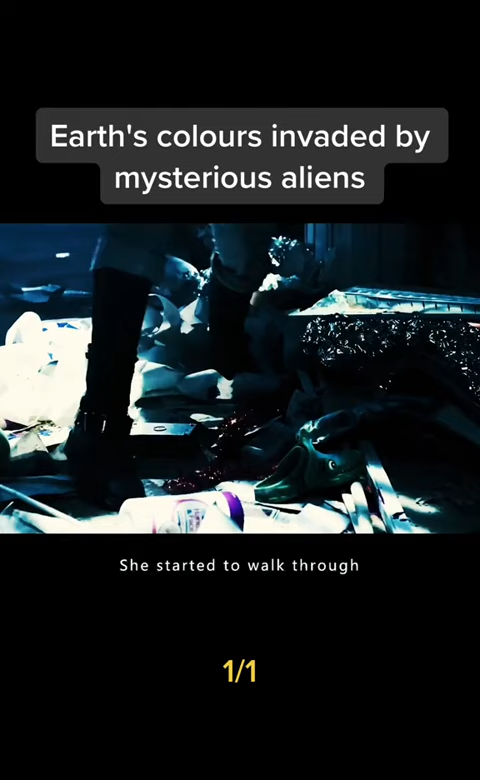 Earth's colours invaded by
mysterious aliens
She started to walk through
1/1